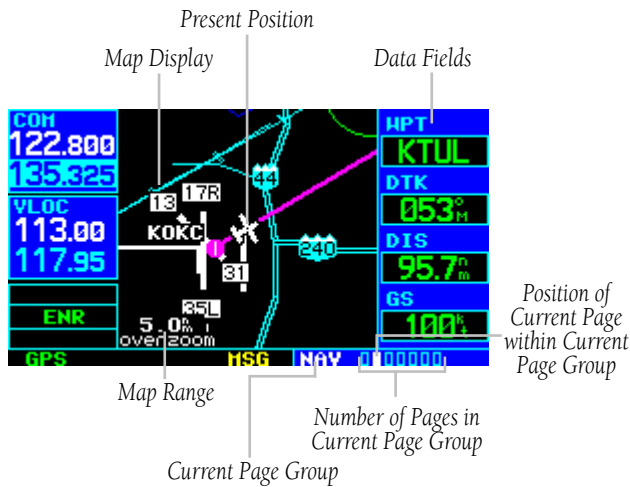 Present Position
Map Display
Data Fields
COM
122.800
135.325
VLOC
113.00
117.95
ENR
GPS
17R
13
44
KOKC
31
240
35L
5.0nm
overzoom
MSG
NAV
WPT
KTUL
DTK
053°M
DIS
95.7nm
GS
100kt
Position of
Current Page
within Current
Page Group
Map Range
Number of Pages in
Current Page Group
Current Page Group